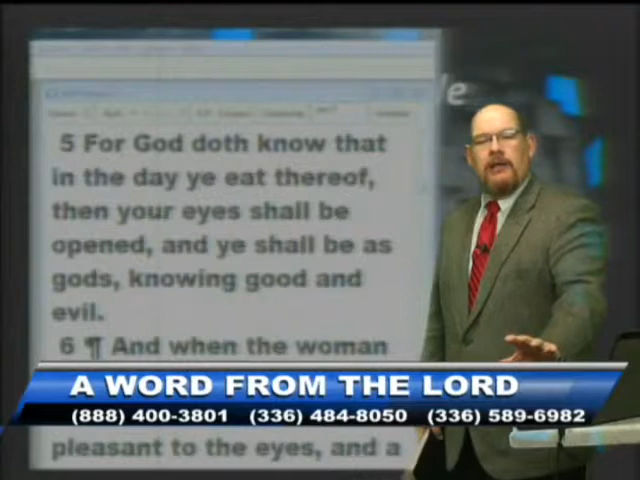 5 For God doth know that
in the day ye eat thereof,
then your eyes shall be
opened, and ye shall be as
gods, knowing good and
evil.
6 ¶ And when the woman
A WORD FROM THE LORD
(888) 400-3801 (336) 484-8050 (336) 589-6982
pleasant to the eyes, and a